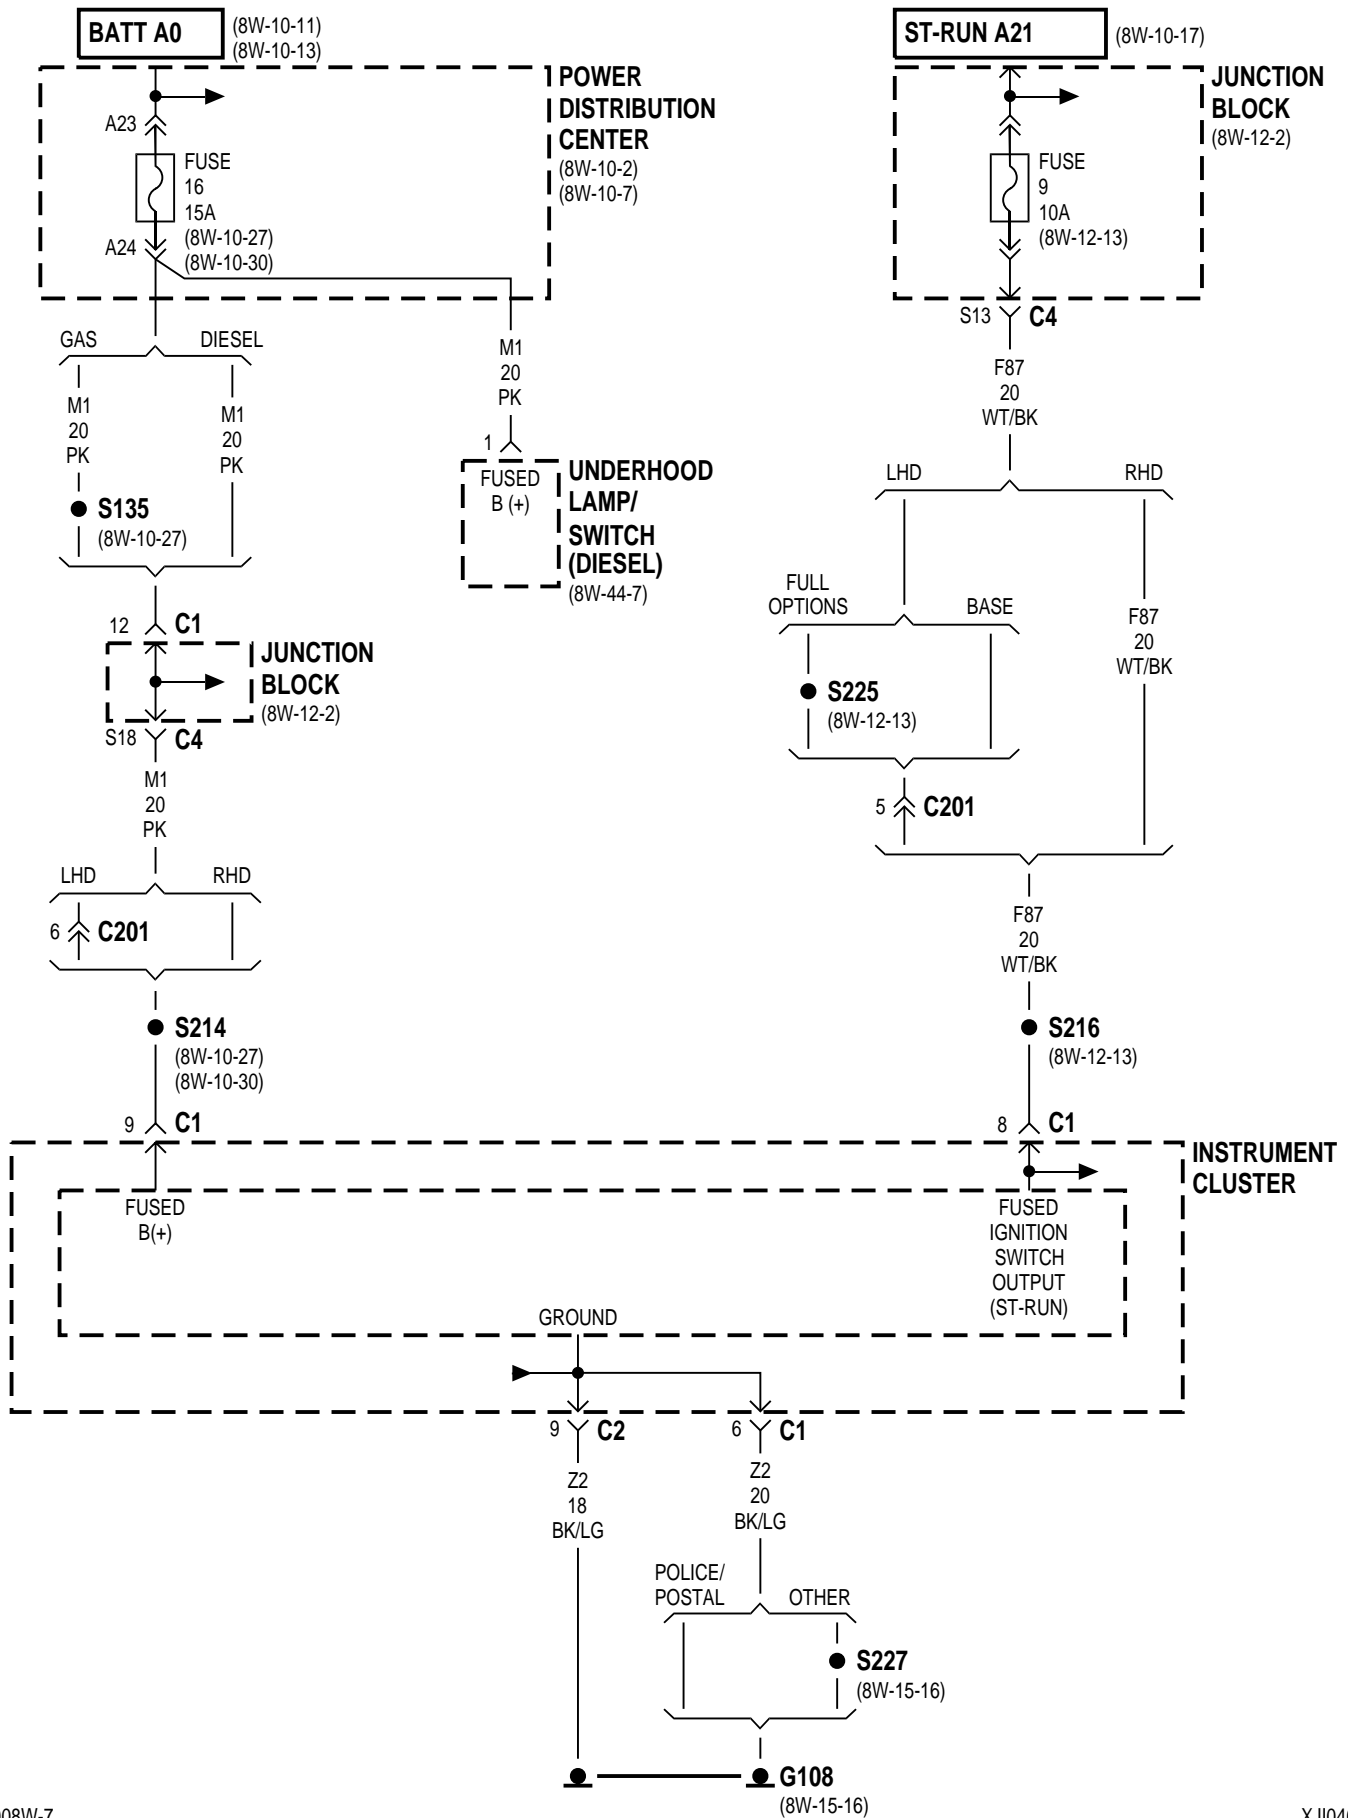 BATT A0
(8W-10-11)
(8W-10-13)
ST-RUN A21
(8W-10-17)
POWER
DISTRIBUTION
CENTER
(8W-10-2)
(8W-10-7)
JUNCTION
BLOCK
(8W-12-2)
A23
FUSE
16
15A
(8W-10-27)
(8W-10-30)
A24
FUSE
9
10A
(8W-12-13)
S13
C4
GAS
DIESEL
M1
20
PK
M1
20
PK
M1
20
PK
F87
20
WT/BK
S135
(8W-10-27)
1
FUSED
B (+)
UNDERHOOD
LAMP/
SWITCH
(DIESEL)
(8W-44-7)
LHD
RHD
FULL
OPTIONS
BASE
F87
20
WT/BK
12
C1
JUNCTION
BLOCK
(8W-12-2)
S18
C4
S225
(8W-12-13)
M1
20
PK
5
C201
LHD
RHD
6
C201
F87
20
WT/BK
S214
(8W-10-27)
(8W-10-30)
S216
(8W-12-13)
9
C1
8
C1
INSTRUMENT
CLUSTER
FUSED
B(+)
FUSED
IGNITION
SWITCH
OUTPUT
(ST-RUN)
GROUND
9
C2
6
C1
Z2
18
BK/LG
Z2
20
BK/LG
POLICE/
POSTAL
OTHER
S227
(8W-15-16)
G108
(8W-15-16)